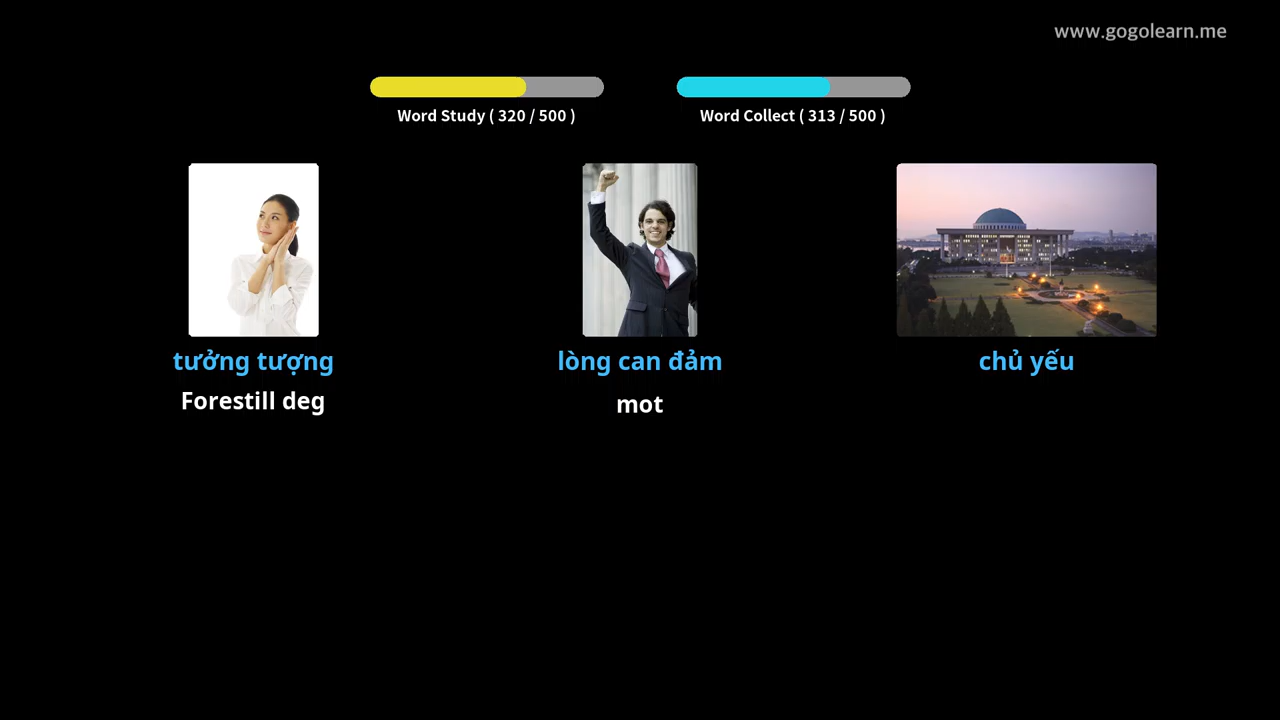 www.gogolearn.me
Word Study ( 320 / 500 )
Word Collect ( 313 / 500 )
tưởng tượng
Forestill deg
lòng can đảm
mot
chủ yếu